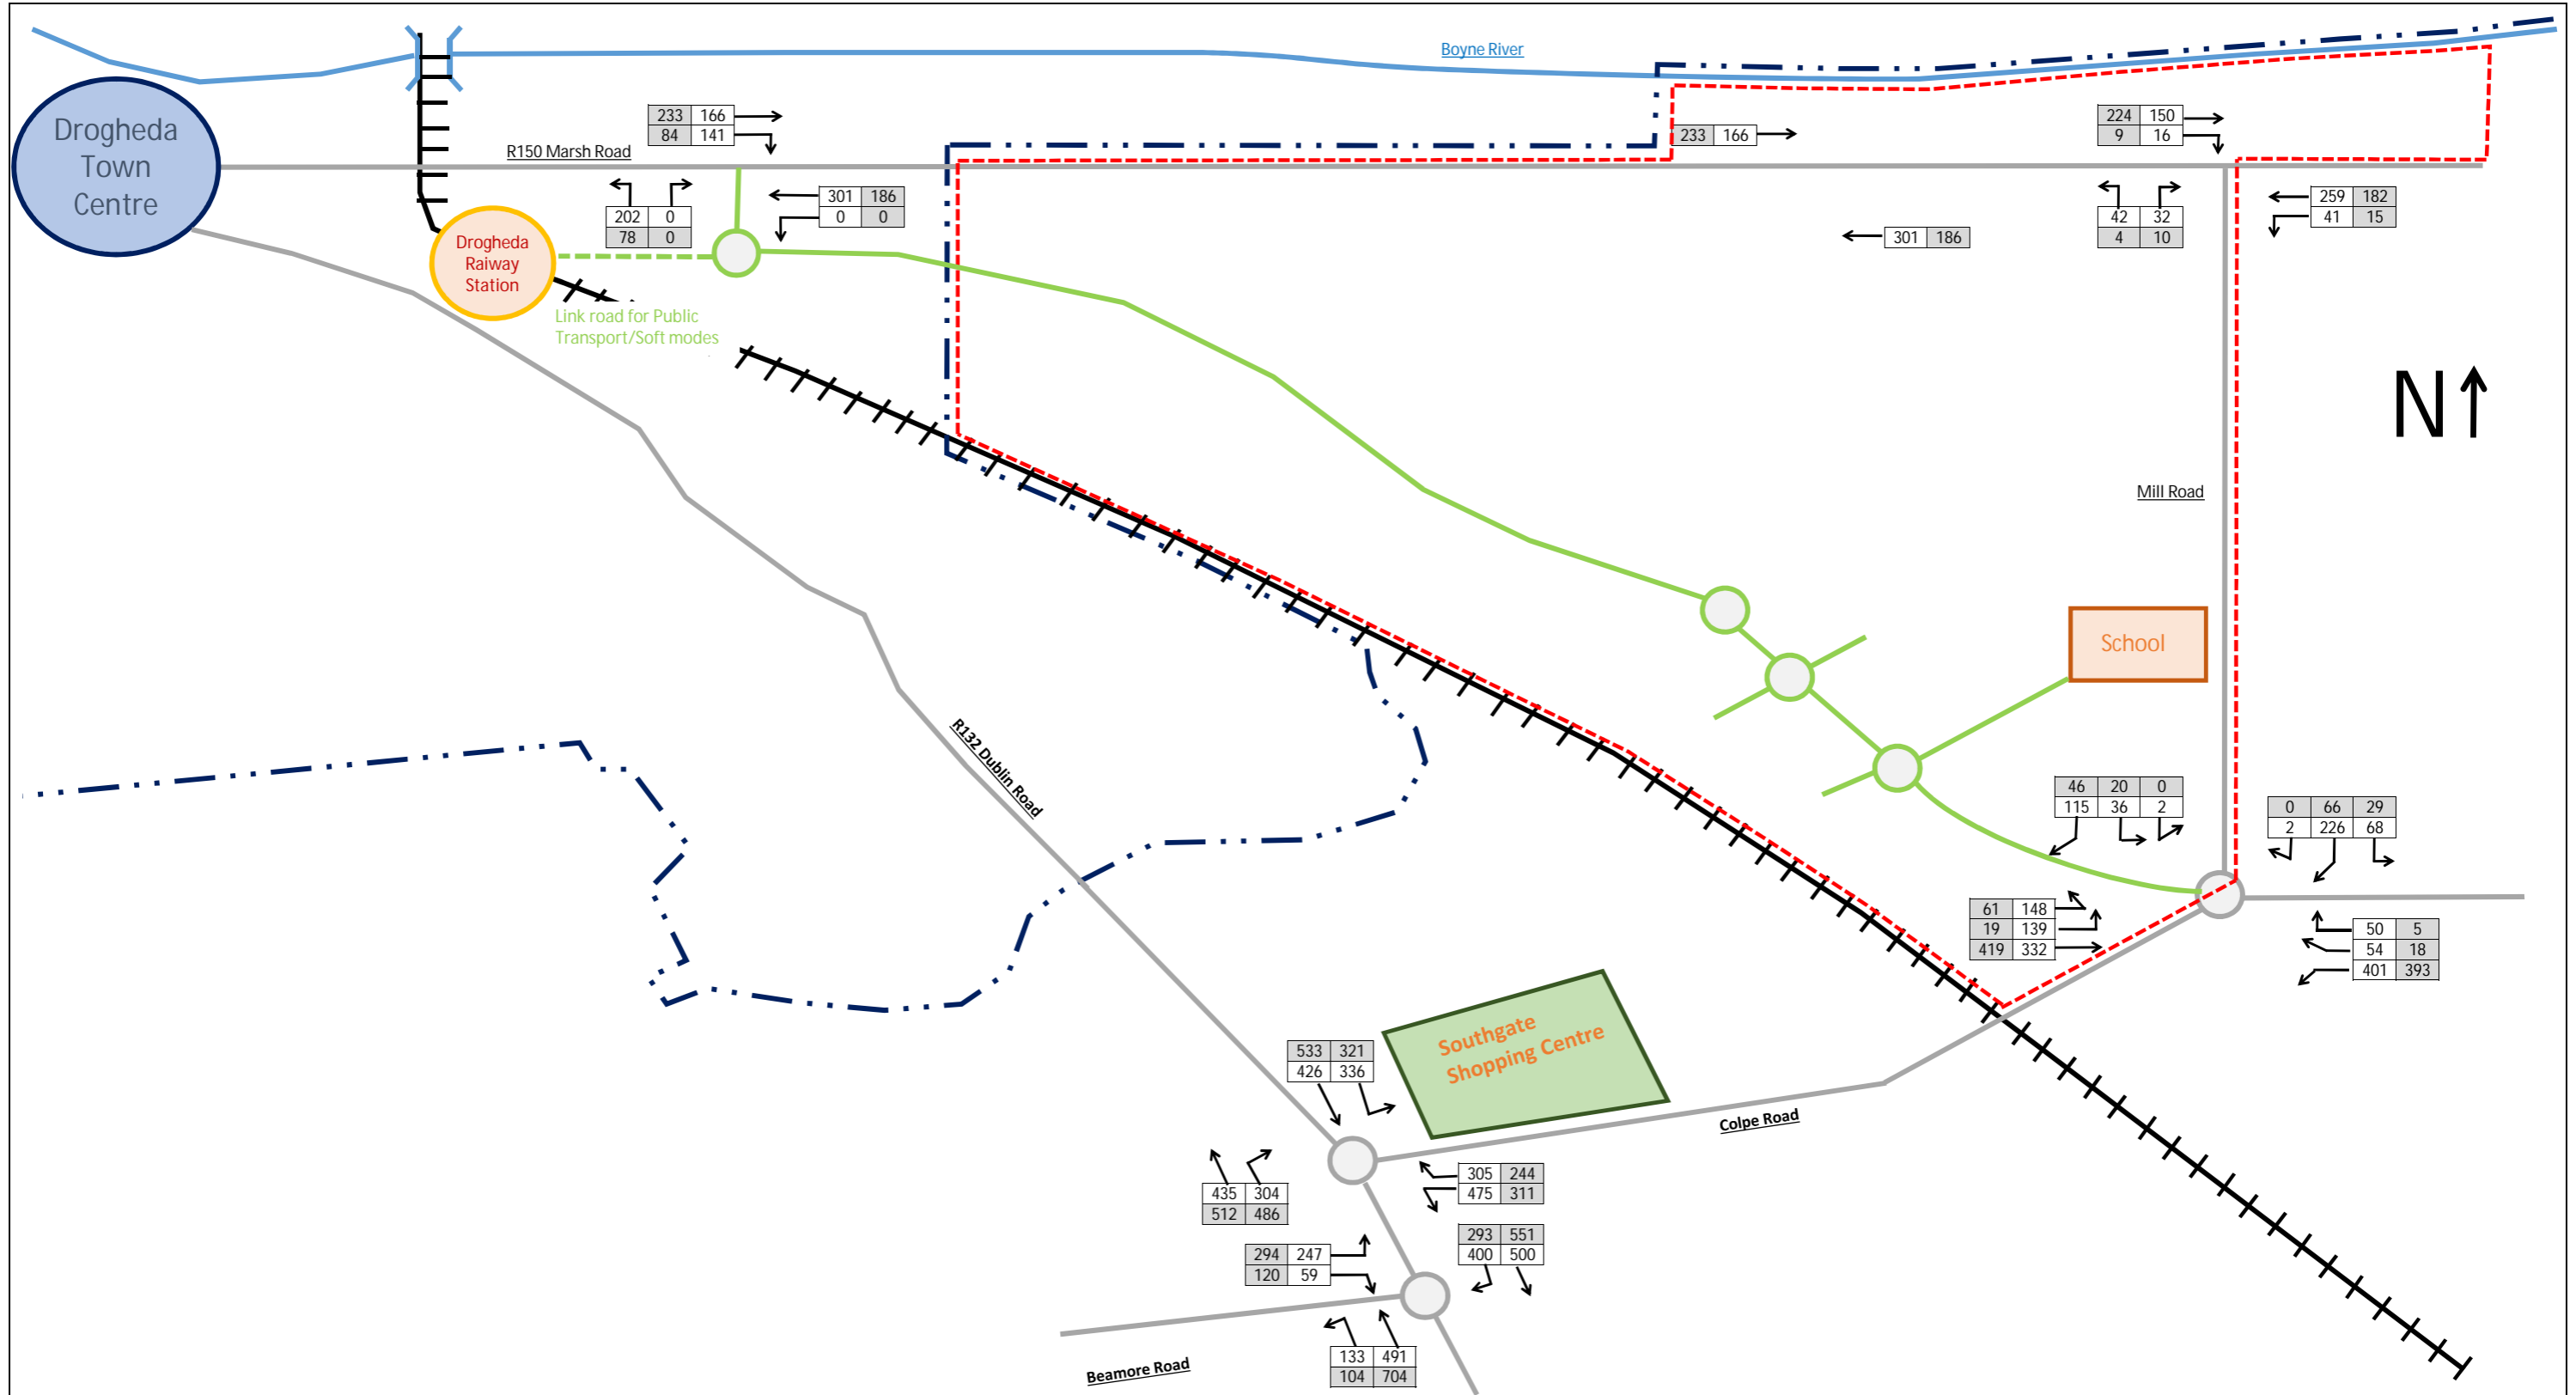 Boyne River
Drogheda
Town
Centre
233 166
84 141
R150 Marsh Road
233 166
224 150
9 16
202 0
78 0
301 186
0 0
301 186
42 32
4 10
259 182
41 15
Drogheda
Raiway
Station
Link road for Public
Transport/Soft modes
N
Mill Road
School
R132 Dublin Road
46 20 0
115 36 2
0 66 29
2 226 68
61 148
19 139
419 332
50 5
54 18
401 393
Southgate
Shopping Centre
533 321
426 336
Colpe Road
435 304
512 486
305 244
475 311
293 551
400 500
294 247
120 59
133 491
104 704
Beamore Road